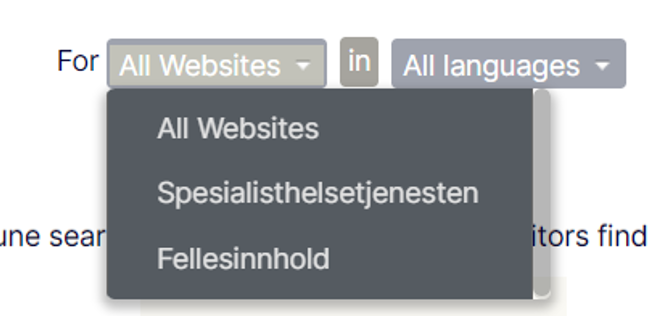 For All Websites in All languages
All Websites
Spesialisthelsetjenesten
une sear itors find
Fellesinnhold